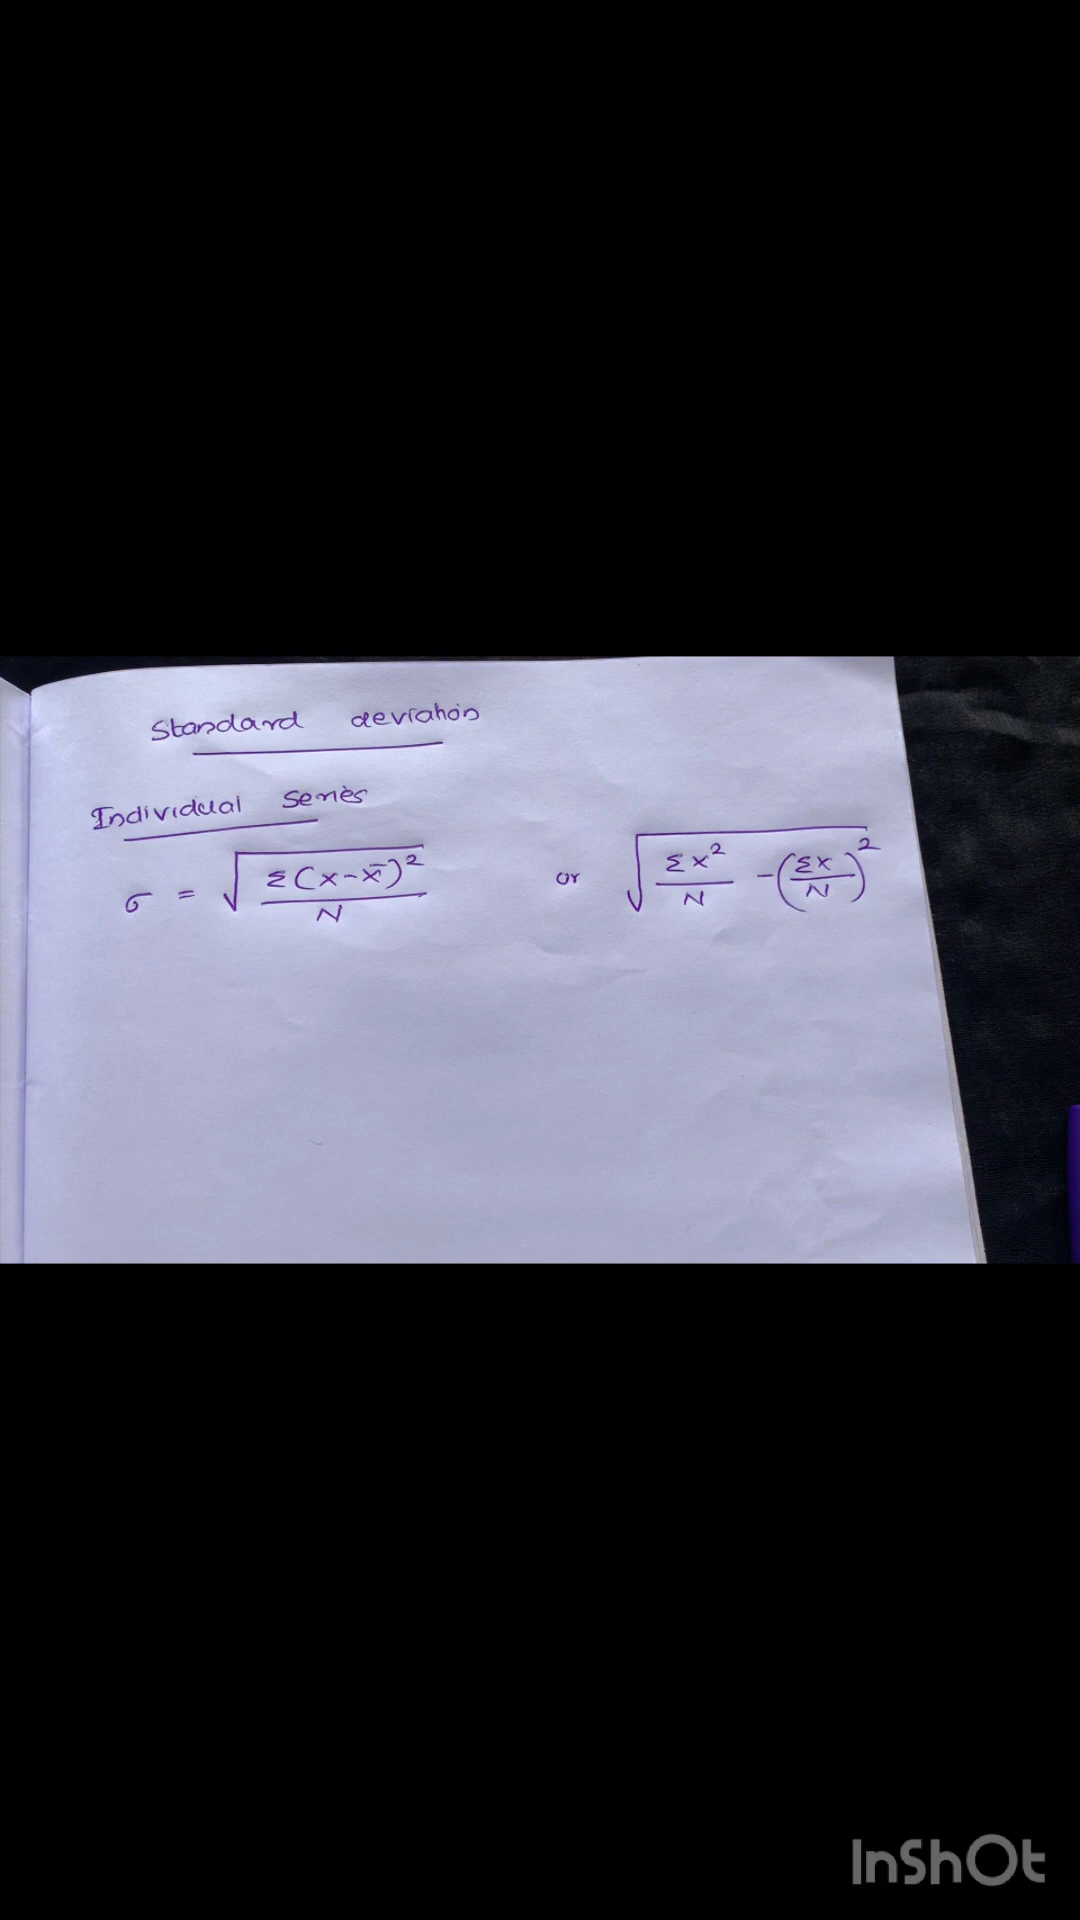 Standard deviation
Individual Series
σ = √(Σ(x-x̄)²/N) or √(Σx²/N - (Σx/N)²)
InShOt